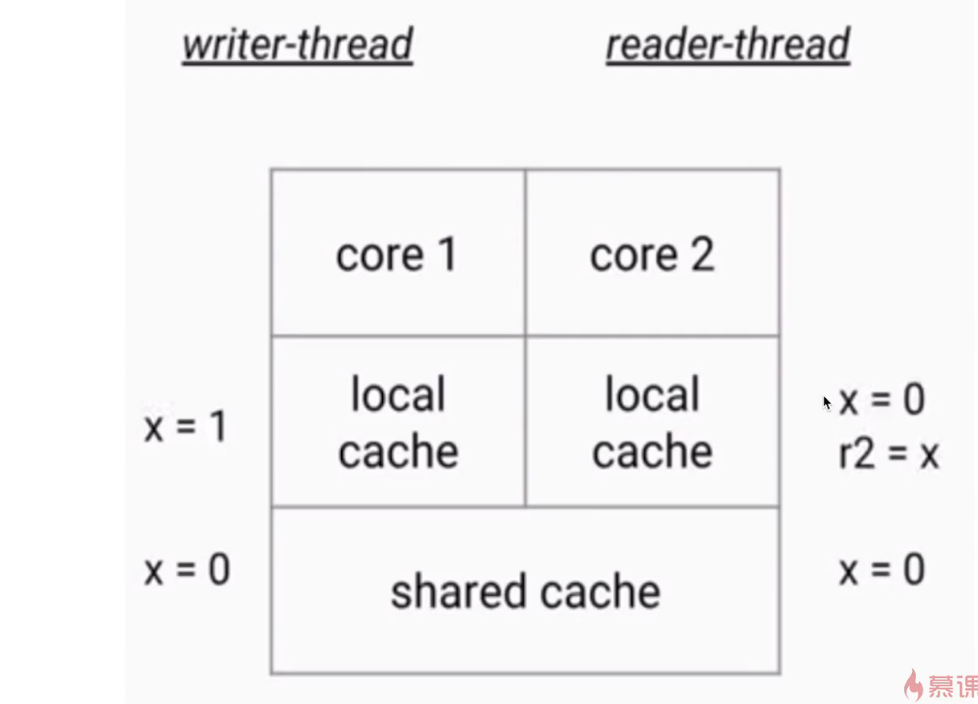 writer-thread
reader-thread
core 1
core 2
x = 1
local
cache
local
cache
x = 0
r2 = x
x = 0
shared cache
x = 0
慕课